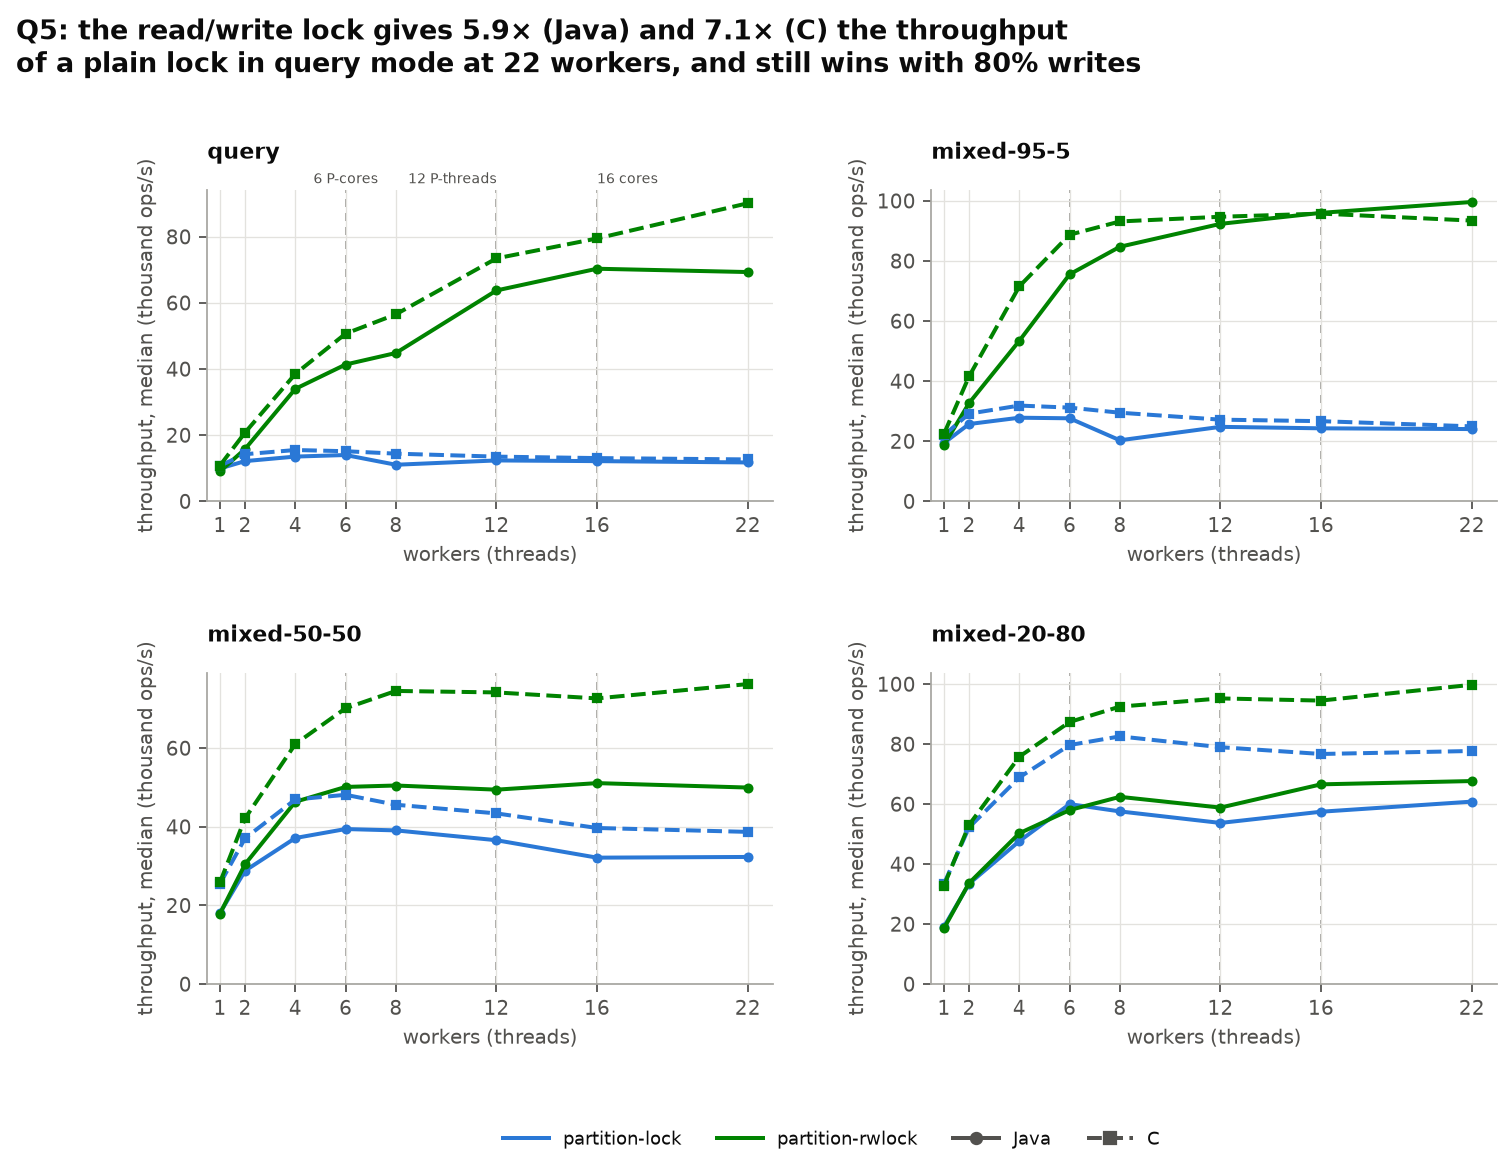 Q5: the read/write lock gives 5.9× (Java) and 7.1× (C) the throughput
of a plain lock in query mode at 22 workers, and still wins with 80% writes
query
6 P-cores
12 P-threads
16 cores
throughput, median (thousand ops/s)
80
60
40
20
0
1 2 4 6 8 12 16 22
workers (threads)
mixed-95-5
throughput, median (thousand ops/s)
100
80
60
40
20
0
1 2 4 6 8 12 16 22
workers (threads)
mixed-50-50
throughput, median (thousand ops/s)
60
40
20
0
1 2 4 6 8 12 16 22
workers (threads)
mixed-20-80
throughput, median (thousand ops/s)
100
80
60
40
20
0
1 2 4 6 8 12 16 22
workers (threads)
partition-lock partition-rwlock Java C